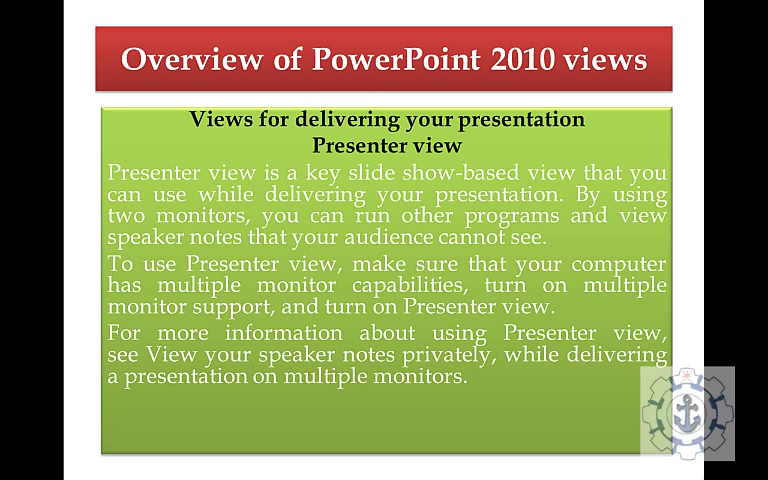 Overview of PowerPoint 2010 views
Views for delivering your presentation
Presenter view
Presenter view is a key slide show-based view that you
can use while delivering your presentation. By using
two monitors, you can run other programs and view
speaker notes that your audience cannot see.
To use Presenter view, make sure that your computer
has multiple monitor capabilities, turn on multiple
monitor support, and turn on Presenter view.
For more information about using Presenter view,
see View your speaker notes privately, while delivering
a presentation on multiple monitors.